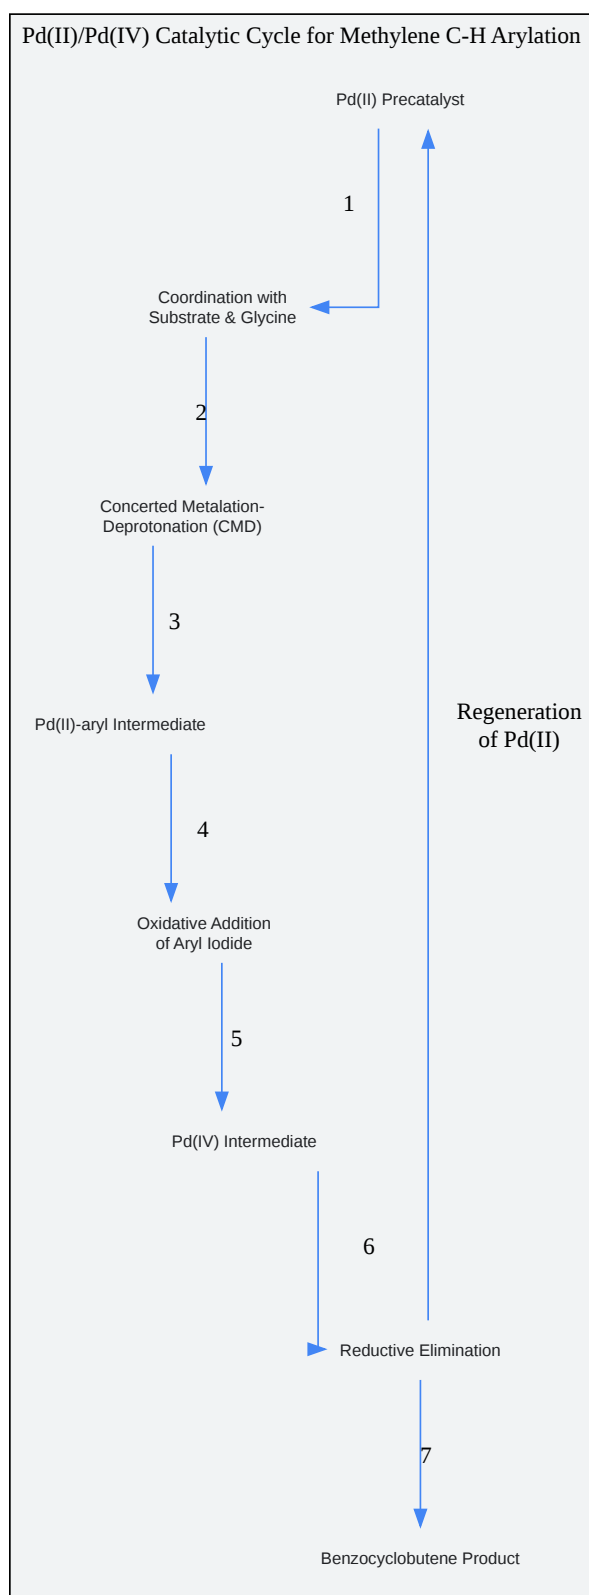 Pd(II)/Pd(IV) Catalytic Cycle for Methylene C-H Arylation
Pd(II) Precatalyst
1
Coordination with
Substrate & Glycine
2
Concerted Metalation-
Deprotonation (CMD)
3
Pd(II)-aryl Intermediate
Regeneration
of Pd(II)
4
Oxidative Addition
of Aryl Iodide
5
Pd(IV) Intermediate
6
Reductive Elimination
7
Benzocyclobutene Product